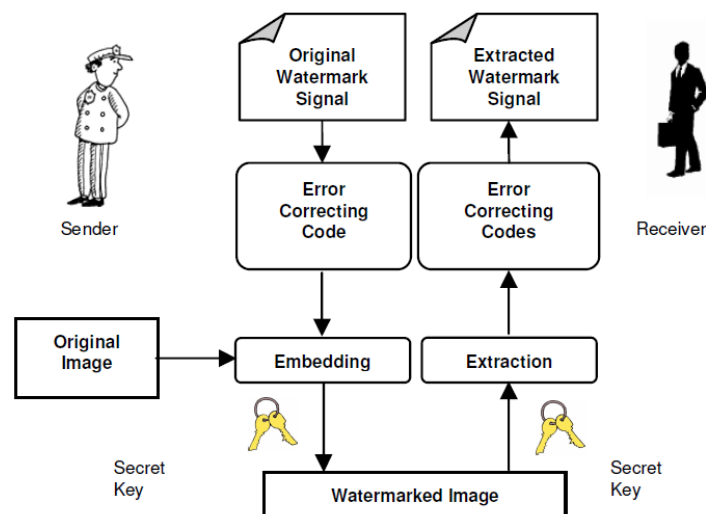 Original
Watermark
Signal
Extracted
Watermark
Signal
Sender
Error
Correcting
Code
Error
Correcting
Codes
Receiver
Original
Image
Embedding
Extraction
Secret
Key
Watermarked Image
Secret
Key